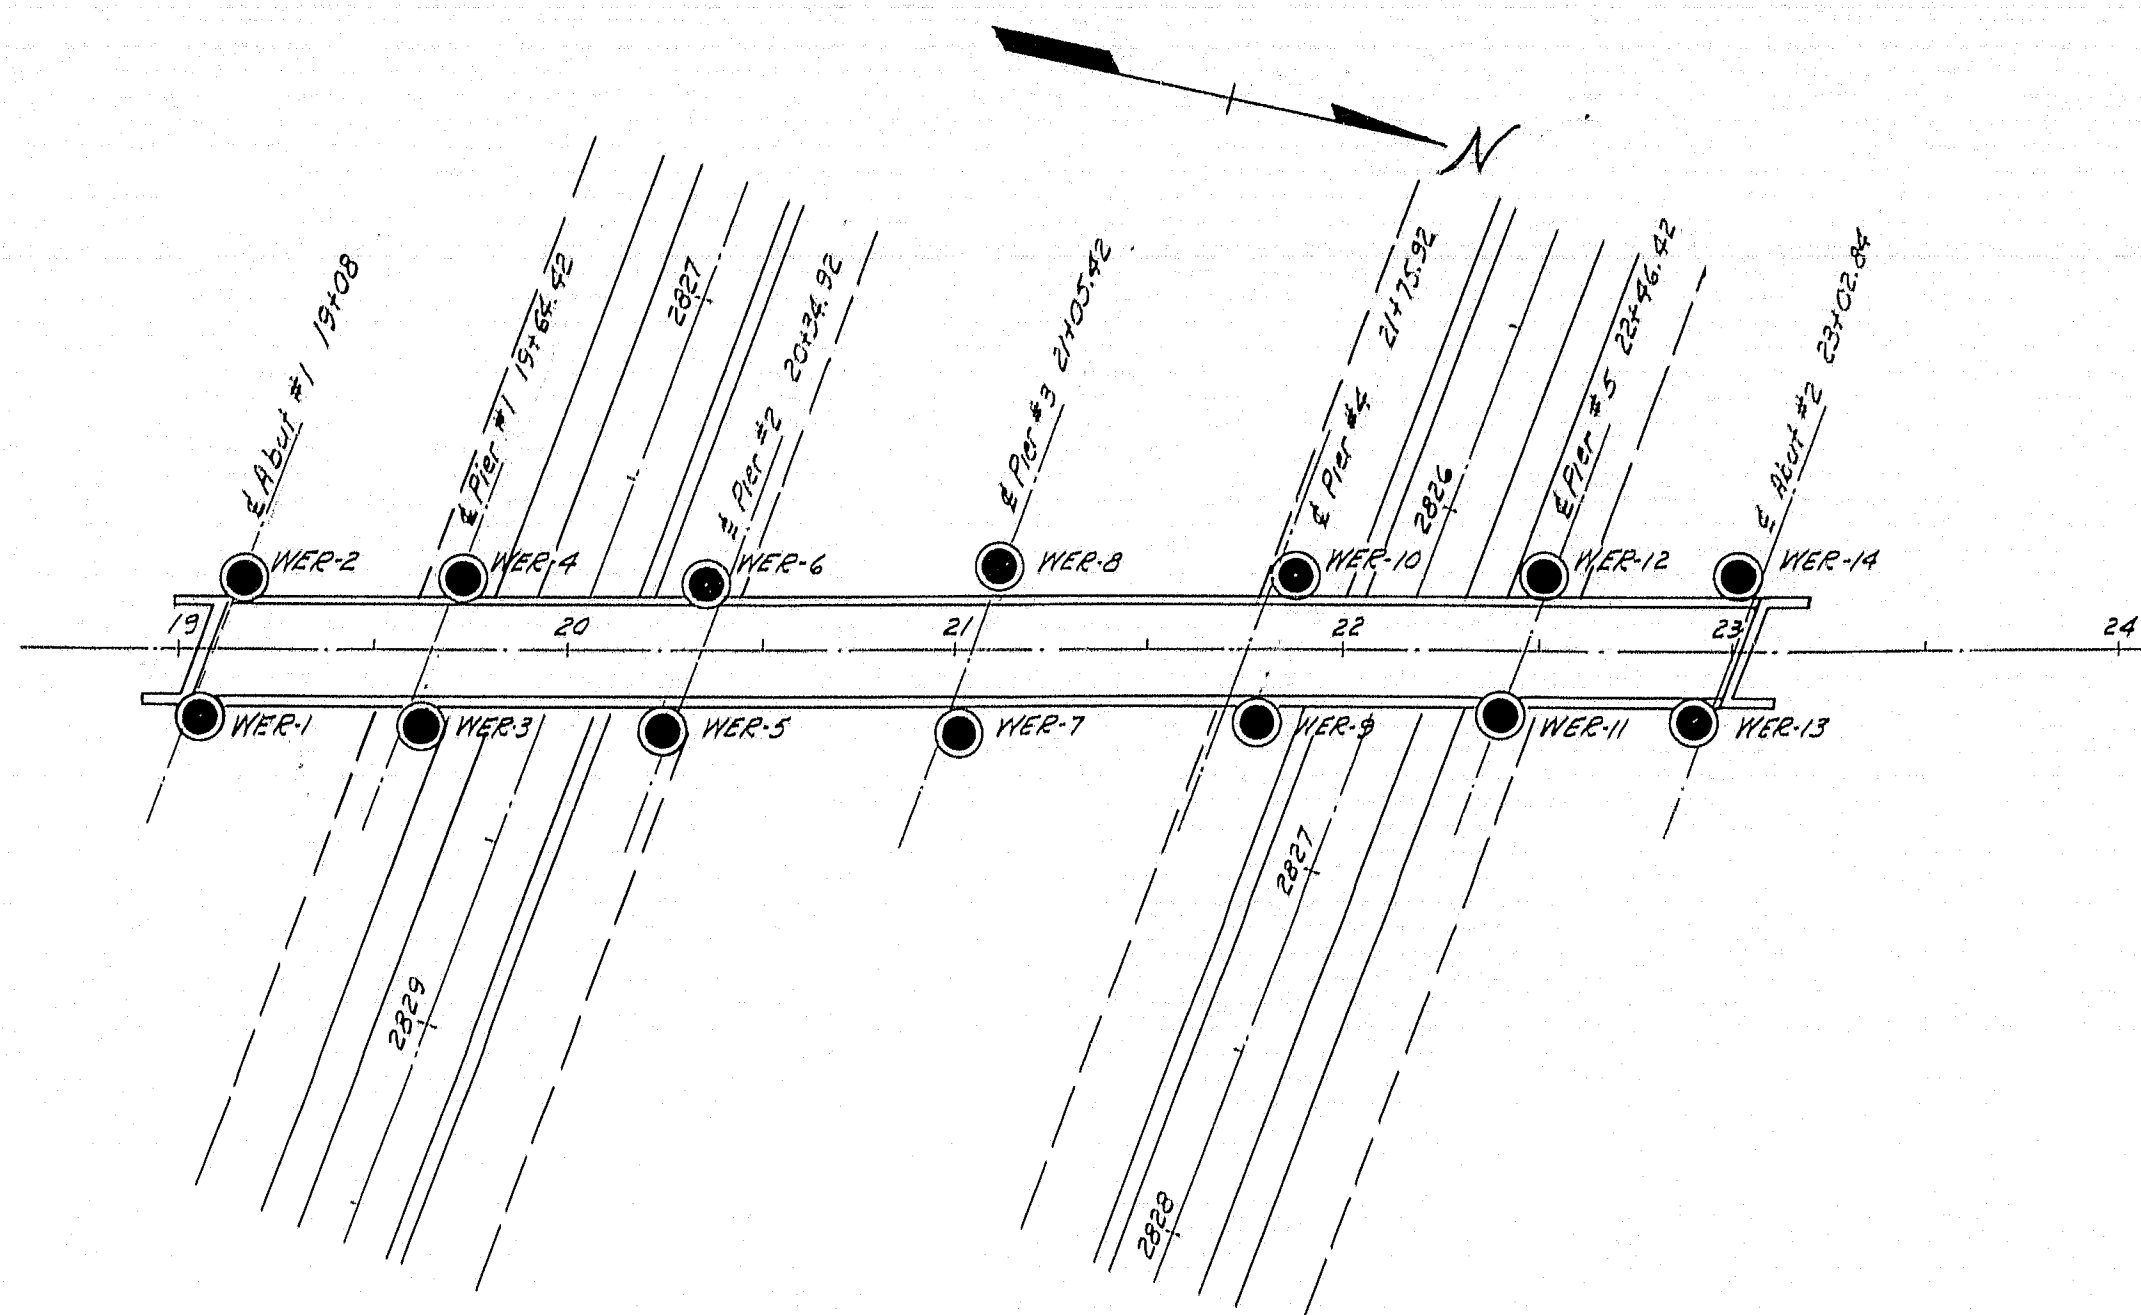 N
℄ About #1 19+08
℄ Pier #1 19+64.42
2827
℄ Pier #2 20+34.92
℄ Pier #3 21+05.42
℄ Pier #4 21+75.92
2826
℄ Pier #5 22+46.42
℄ About #2 23+02.84
WER-2
WER-4
WER-6
WER-8
WER-10
WER-12
WER-14
19
20
21
22
23
24
WER-1
WER-3
WER-5
WER-7
WER-9
WER-11
WER-13
2827
2829
2828